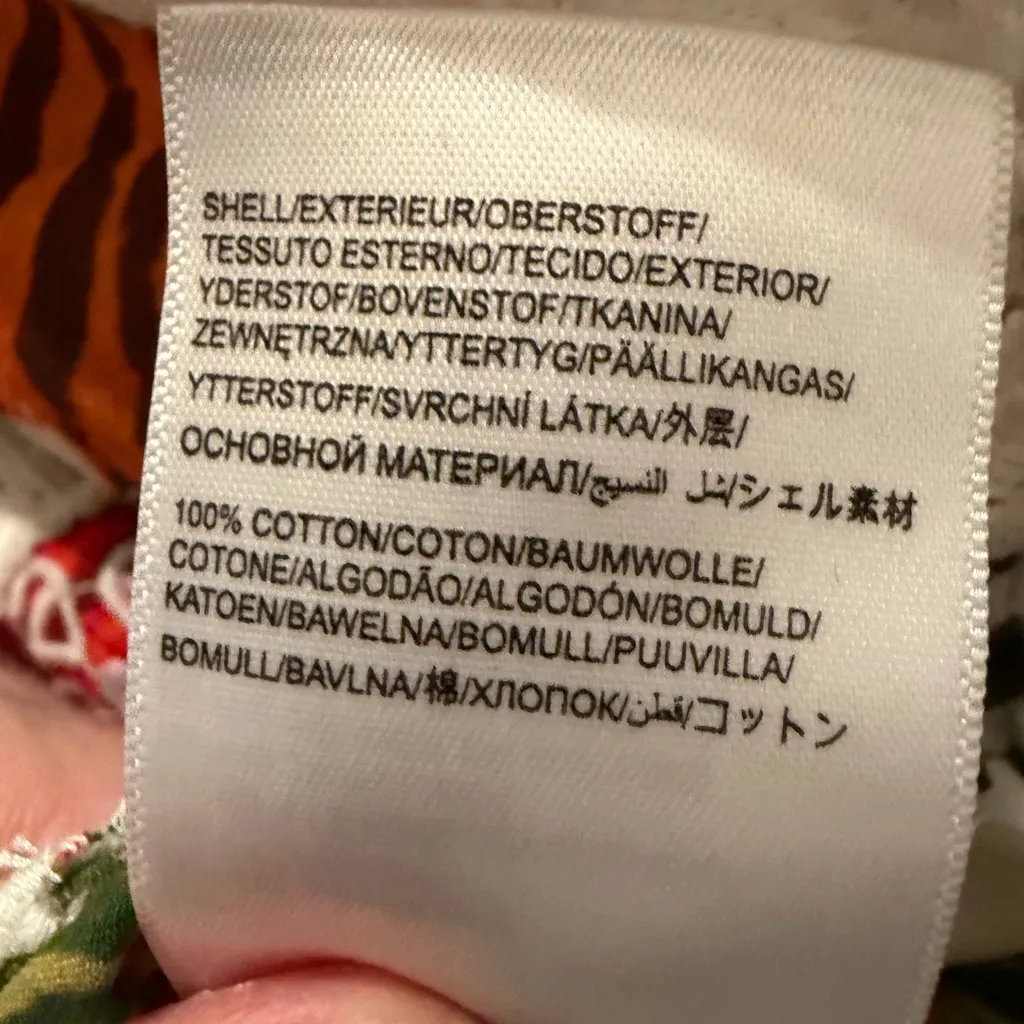 SHELL/EXTERIEUR/OBERSTOFF/
TESSUTO ESTERNO/TECIDO/EXTERIOR/
YDERSTOF/BOVENSTOF/TKANINA/
ZEWNĘTRZNA/YTTERTYG/PÄÄLLIKANGAS/
YTTERSTOFF/SVRCHNÍ LÁTKA/外层/
ОСНОВНОЙ МАТЕРИАЛ/شل النسيج/シェル素材
100% COTTON/COTON/BAUMWOLLE/
COTONE/ALGODÃO/ALGODÓN/BOMULD/
KATOEN/BAWELNA/BOMULL/PUUVILLA/
BOMULL/BAVLNA/棉/ХЛОПОК/قطن/コットン